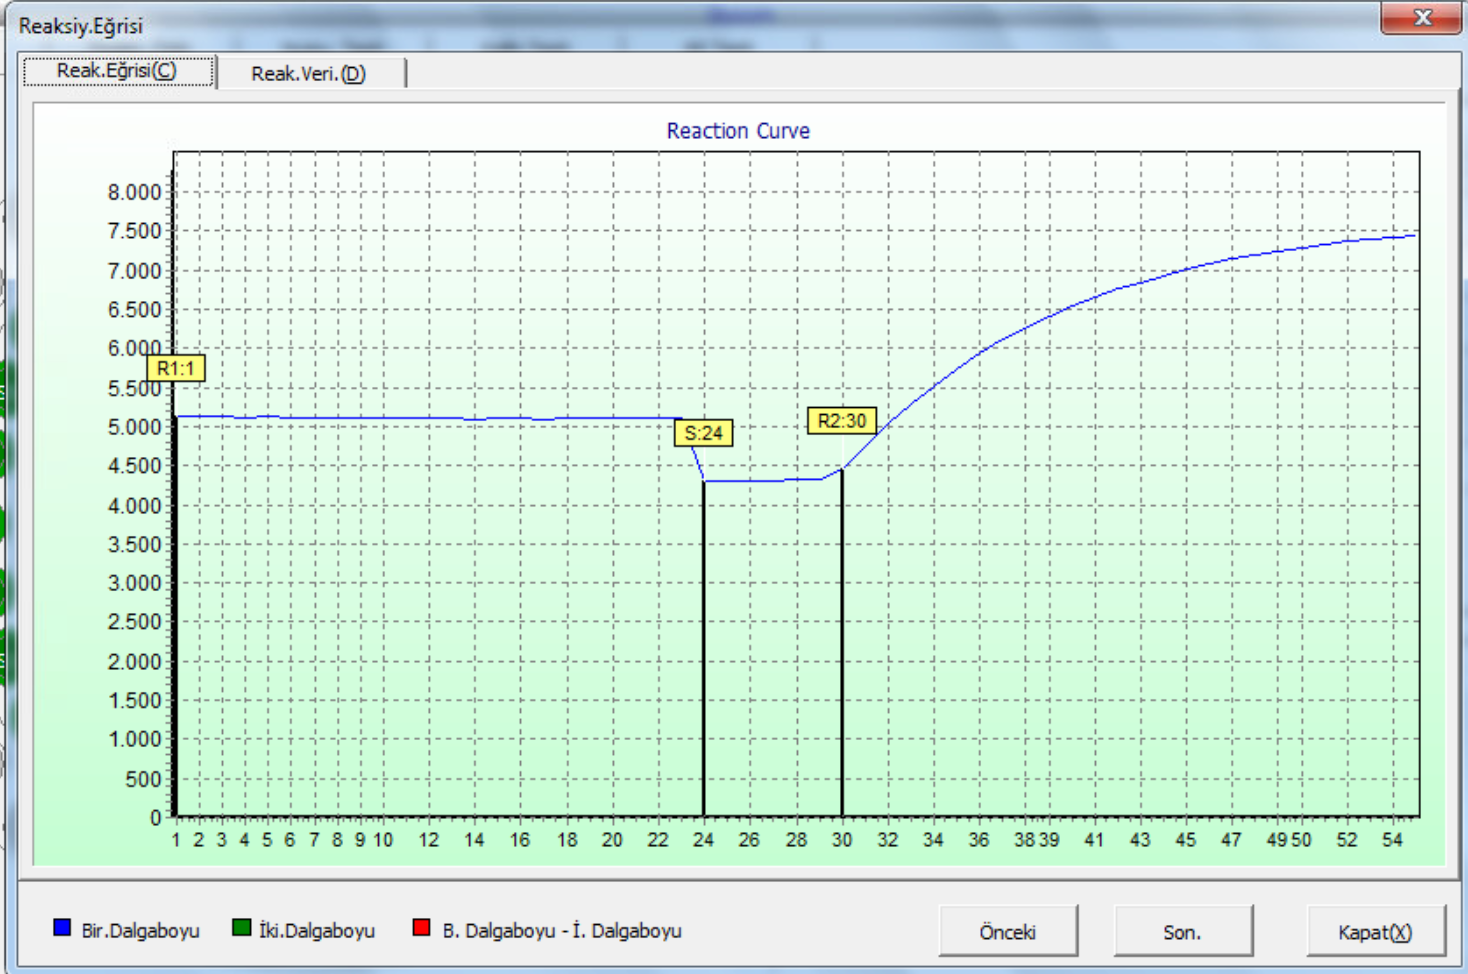 Reaksiy.Eğrisi
Reak.Eğrisi(C) Reak.Veri.(D)
Reaction Curve
8.000
7.500
7.000
6.500
6.000
R1:1
5.500
R2:30
5.000
S:24
4.500
4.000
3.500
3.000
2.500
2.000
1.500
1.000
500
0
1 2 3 4 5 6 7 8 9 10 12 14 16 18 20 22 24 26 28 30 32 34 36 38 39 41 43 45 47 49 50 52 54
Bir.Dalgaboyu İki.Dalgaboyu B. Dalgaboyu - İ. Dalgaboyu Önceki Son. Kapat(X)